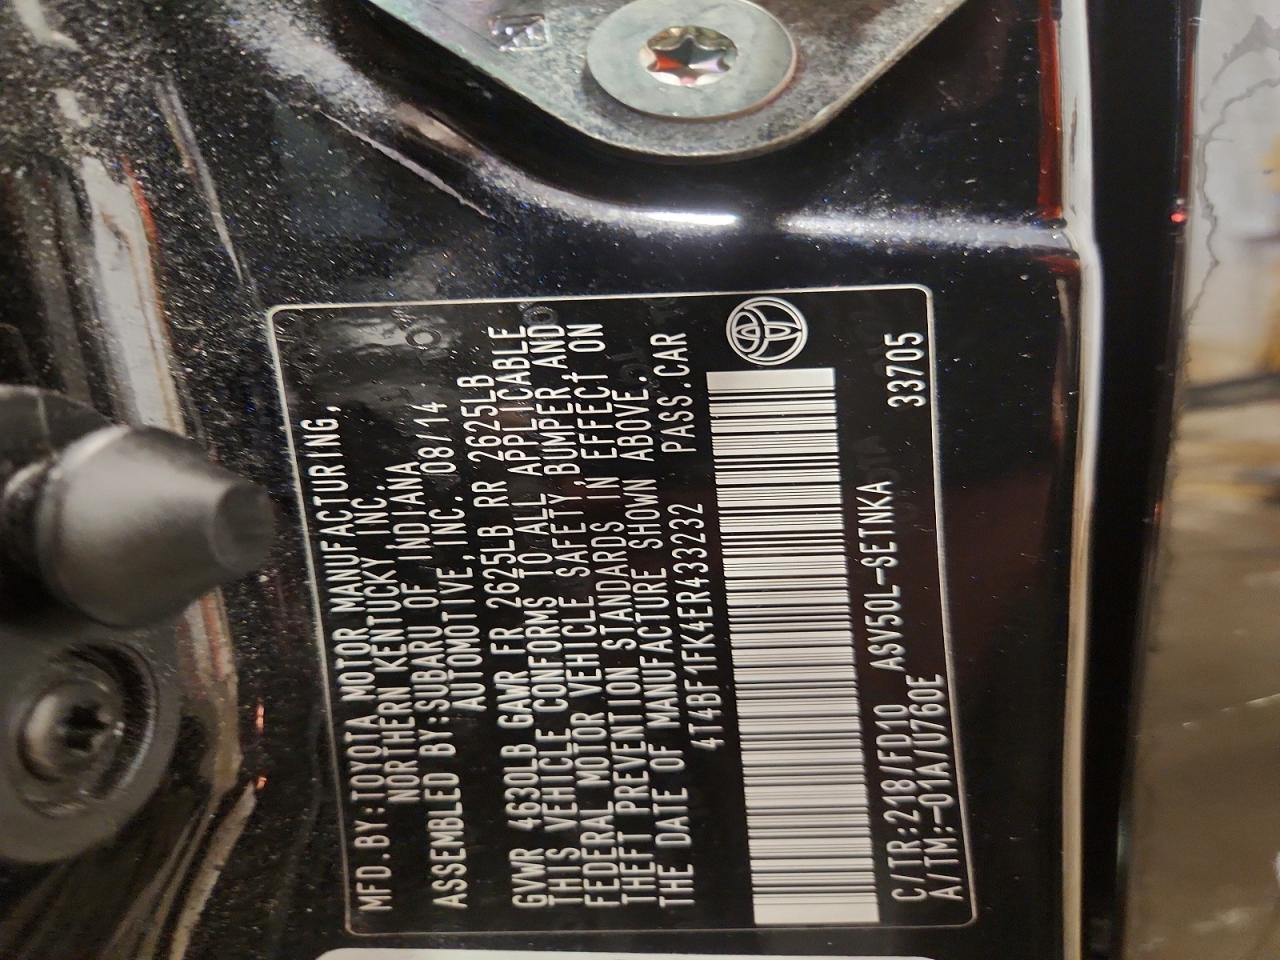 MFD.BY:TOYOTA MOTOR MANUFACTURING,
NORTHERN KENTUCKY INC.
ASSEMBLED BY:SUBARU OF INDIANA
AUTOMOTIVE,INC. 08/14
GVWR 4630LB GAWR FR 2625LB RR 2625LB
THIS VEHICLE CONFORMS TO ALL APPLICABLE
FEDERAL MOTOR VEHICLE SAFETY,BUMPER,AND
THEFT PREVENTION STANDARDS IN EFFECT ON
THE DATE OF MANUFACTURE SHOWN ABOVE.
4T4BF1FK4ER433232 PASS.CAR
C/TR:218/FD10 ASV50L-SETNKA
A/TM:-01A/U760E 33705